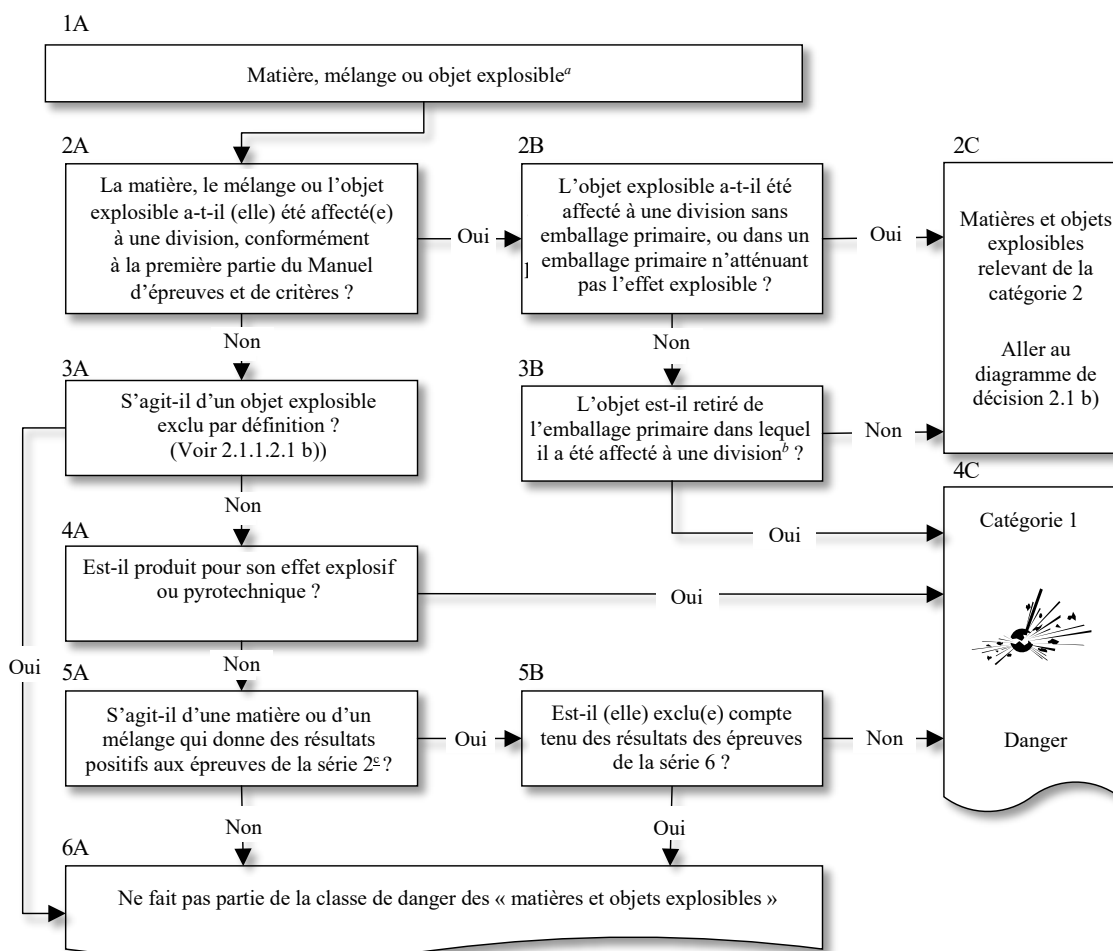 1A
Matière, mélange ou objet explosibleᵃ
2A
La matière, le mélange ou l’objet
explosible a-t-il (elle) été affecté(e)
à une division, conformément
à la première partie du Manuel
d’épreuves et de critères ?
Oui
2B
L’objet explosible a-t-il été
affecté à une division sans
emballage primaire, ou dans un
emballage primaire n’atténuant
pas l’effet explosible ?
Oui
2C
Matières et objets
explosibles
relevant de la
catégorie 2
Aller au
diagramme de
décision 2.1 b)
Non
Non
3A
S’agit-il d’un objet explosible
exclu par définition ?
(Voir 2.1.1.2.1 b))
3B
L’objet est-il retiré de
l’emballage primaire dans lequel
il a été affecté à une divisionᵇ ?
Non
Non
Oui
4C
Catégorie 1
Danger
4A
Est-il produit pour son effet explosif
ou pyrotechnique ?
Oui
Non
Oui
5A
S’agit-il d’une matière ou d’un
mélange qui donne des résultats
positifs aux épreuves de la série 2ᶜ ?
Oui
5B
Est-il (elle) exclu(e) compte
tenu des résultats des épreuves
de la série 6 ?
Non
Non
Oui
6A
Ne fait pas partie de la classe de danger des « matières et objets explosibles »